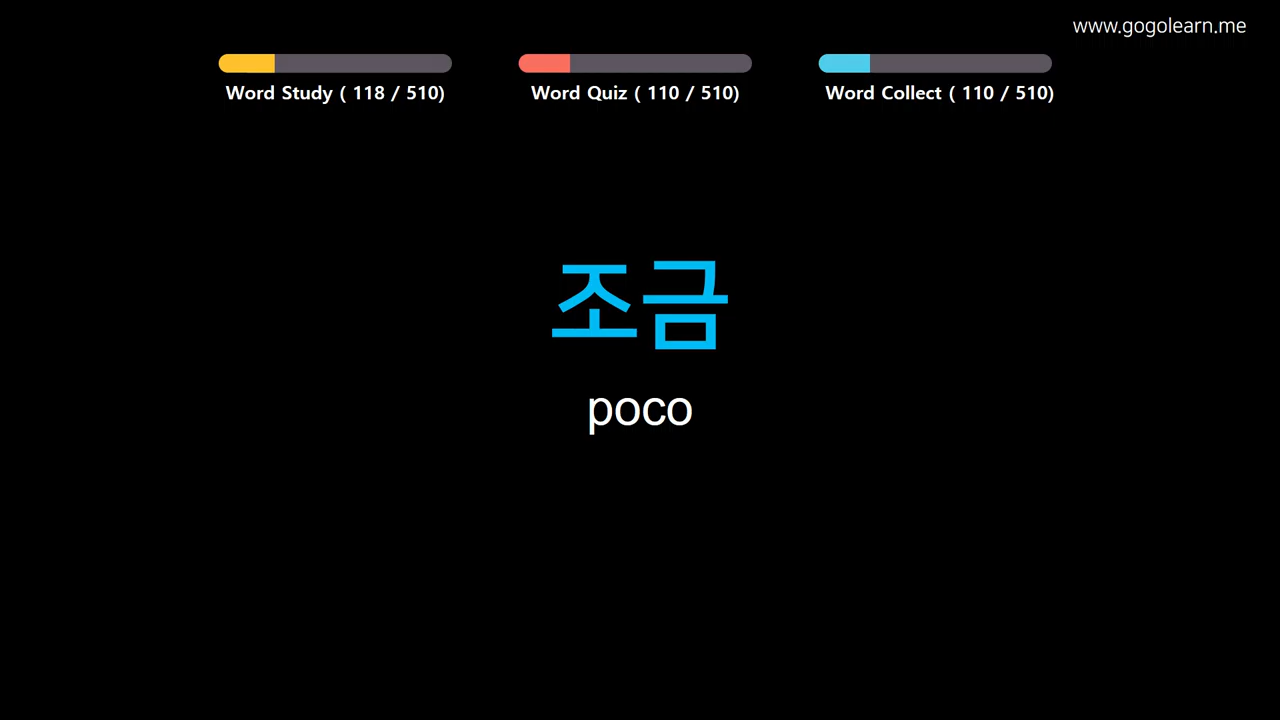 www.gogolearn.me
Word Study ( 118 / 510)
Word Quiz ( 110 / 510)
Word Collect ( 110 / 510)
조금
poco